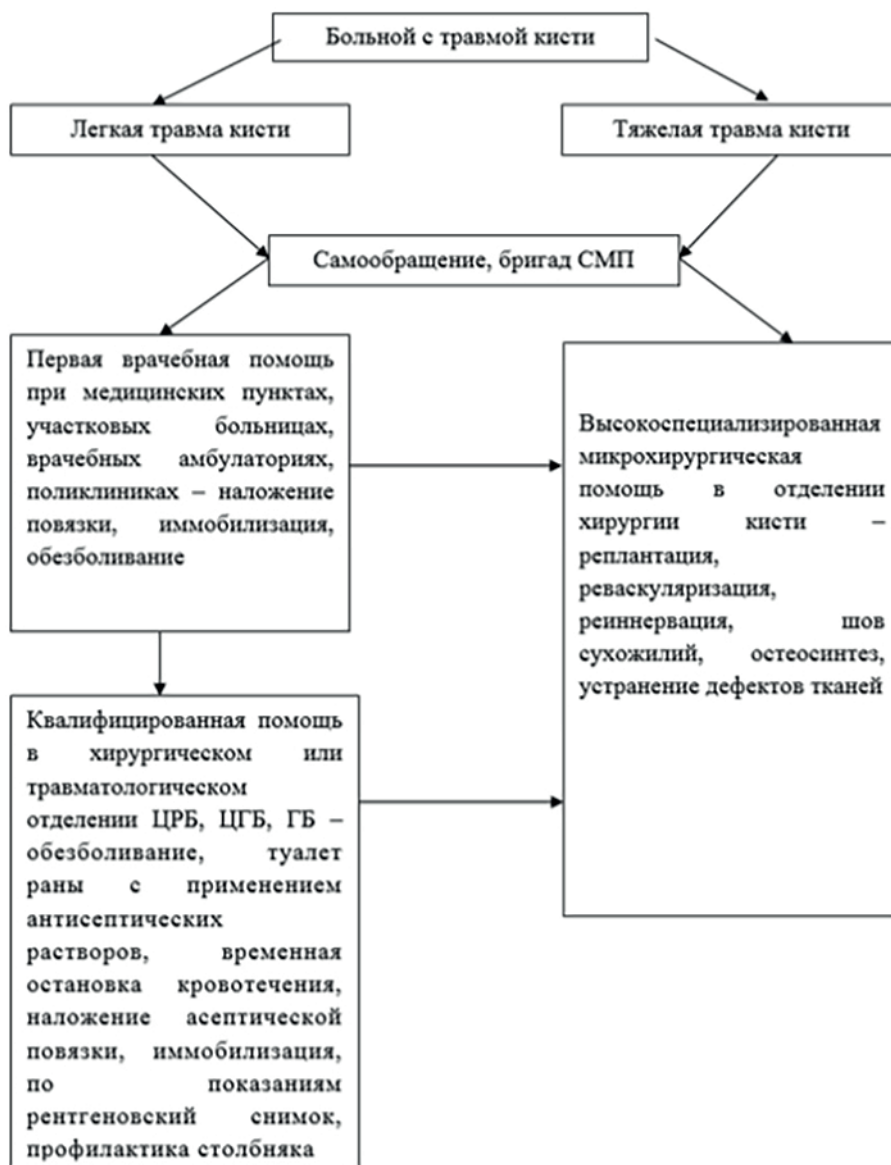 Больной с травмой кисти
Легкая травма кисти
Тяжелая травма кисти
Самообращение, бригад СМП
Первая врачебная помощь
при медицинских пунктах,
участковых больницах,
врачебных амбулаториях,
поликлиниках – наложение
повязки, иммобилизация,
обезболивание
Высокоспециализированная
микрохирургическая
помощь в отделении
хирургии кисти –
реплантация,
реваскуляризация,
реиннервация, шов
сухожилий, остеосинтез,
устранение дефектов тканей
Квалифицированная помощь
в хирургическом или
травматологическом
отделении ЦРБ, ЦГБ, ГБ –
обезболивание, туалет
раны с применением
антисептических
растворов, временная
остановка кровотечения,
наложение асептической
повязки, иммобилизация,
по показаниям
рентгеновский снимок,
профилактика столбняка